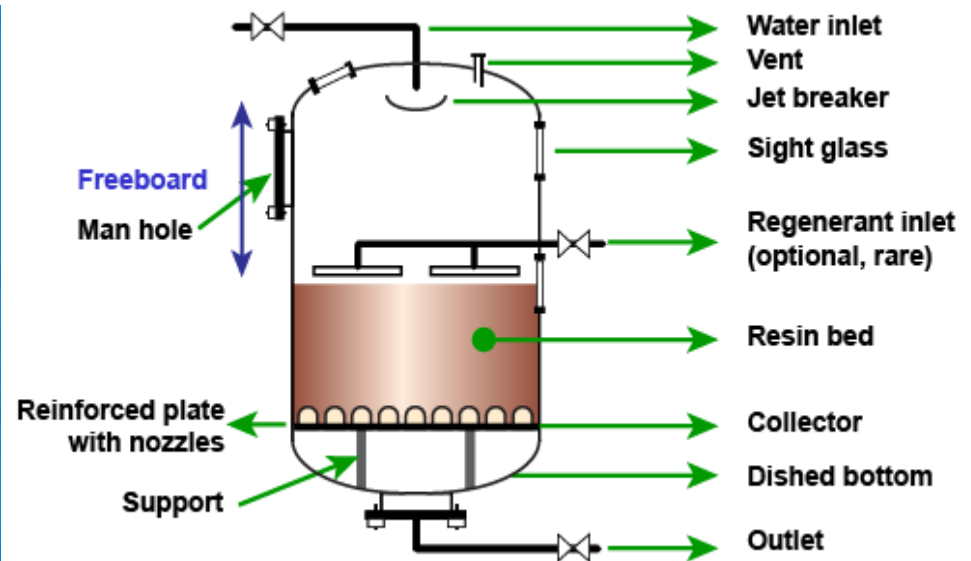 Water inlet
Vent
Jet breaker
Sight glass
Freeboard
Man hole
Regenerant inlet
(optional, rare)
Resin bed
Reinforced plate
with nozzles
Collector
Dished bottom
Support
Outlet